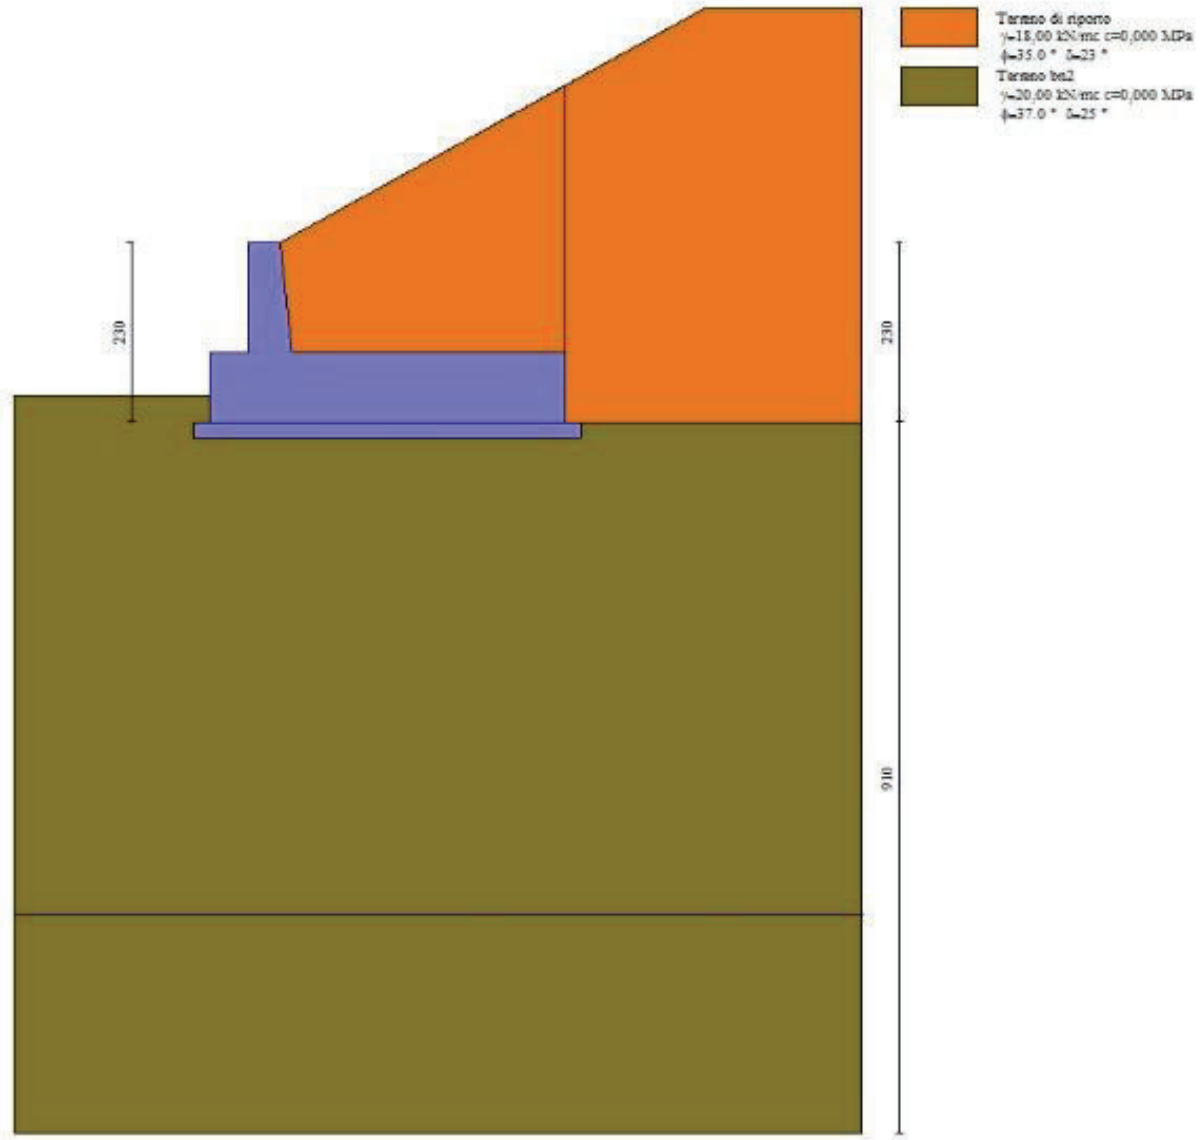 Terreno di riporto
γ=18,00 kN/mc c=0,000 MPa
ϕ=35.0 ° δ=23 °
Terreno bn2
γ=20,00 kN/mc c=0,000 MPa
ϕ=37.0 ° δ=25 °
230
230
910